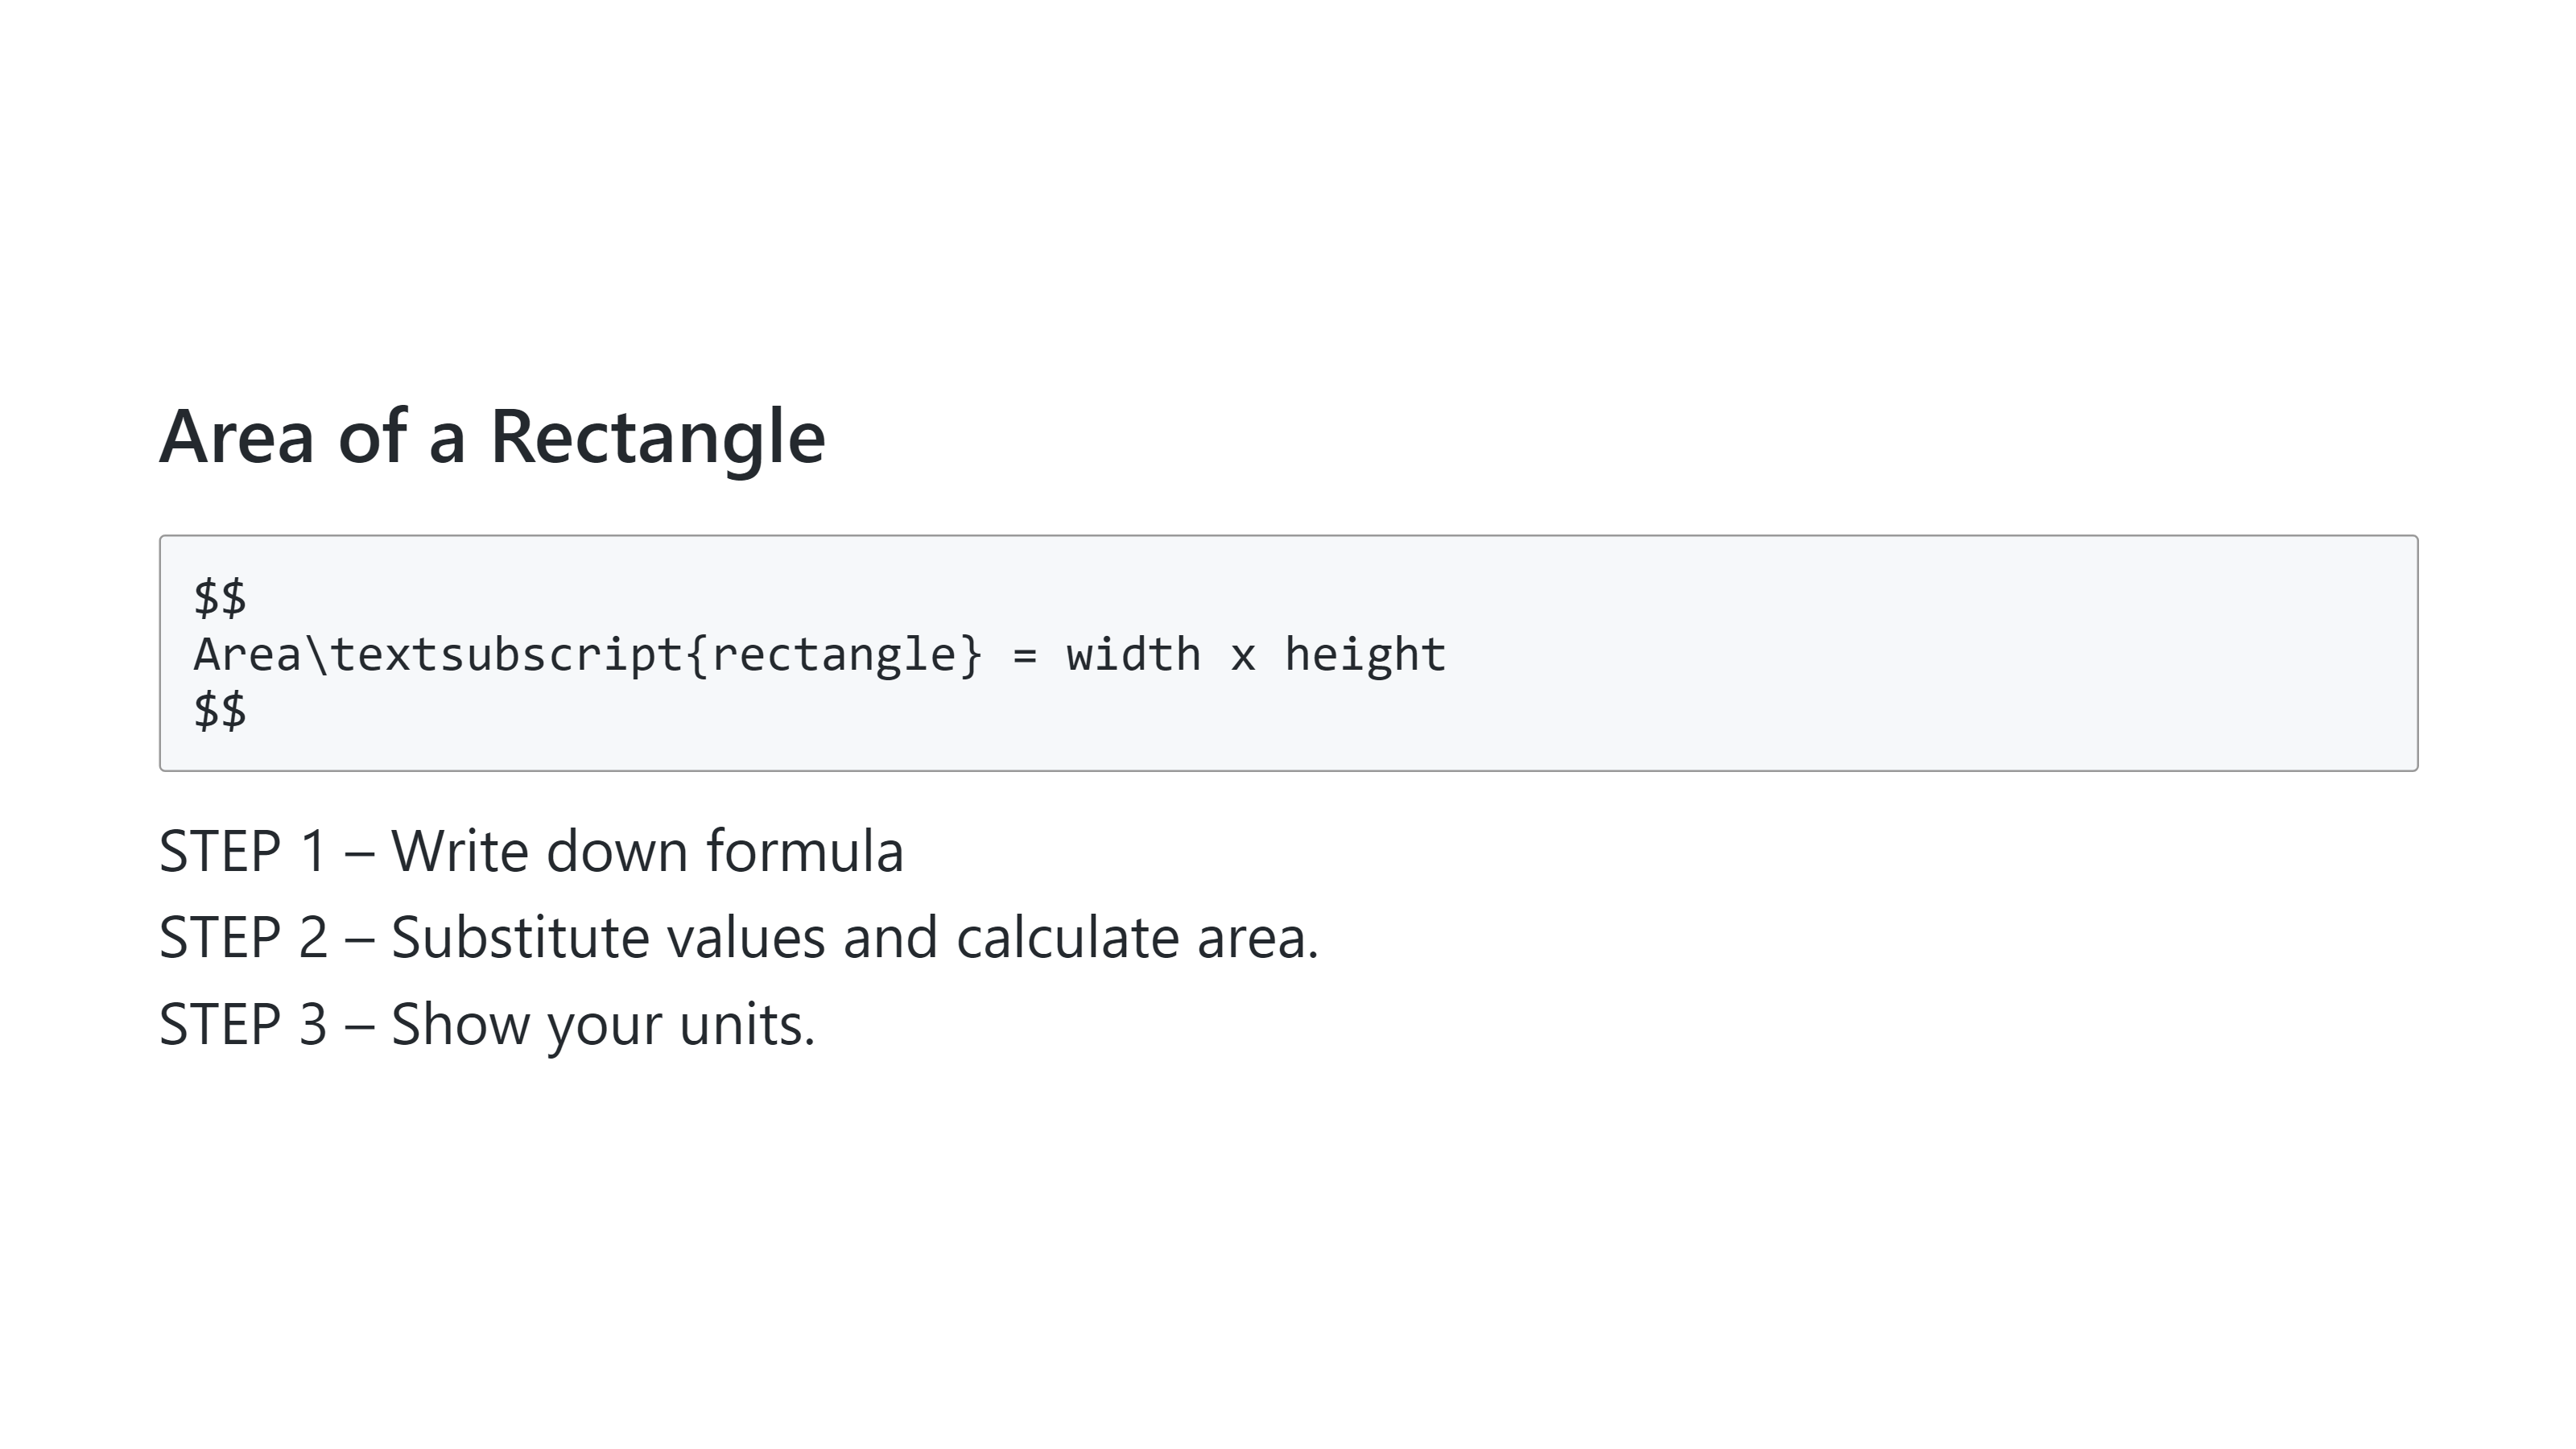 Area of a Rectangle
$$
Area\textsubscript{rectangle} = width x height
$$
STEP 1 – Write down formula
STEP 2 – Substitute values and calculate area.
STEP 3 – Show your units.